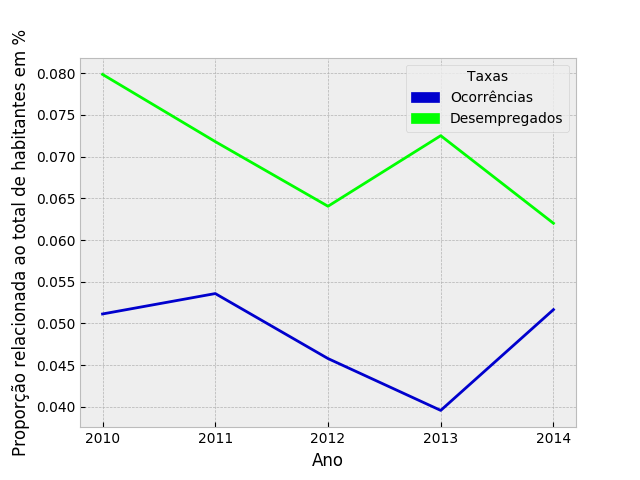 Proporção relacionada ao total de habitantes em %
0.080
0.075
0.070
0.065
0.060
0.055
0.050
0.045
0.040
Taxas
Ocorrências
Desempregados
2010 2011 2012 2013 2014
Ano